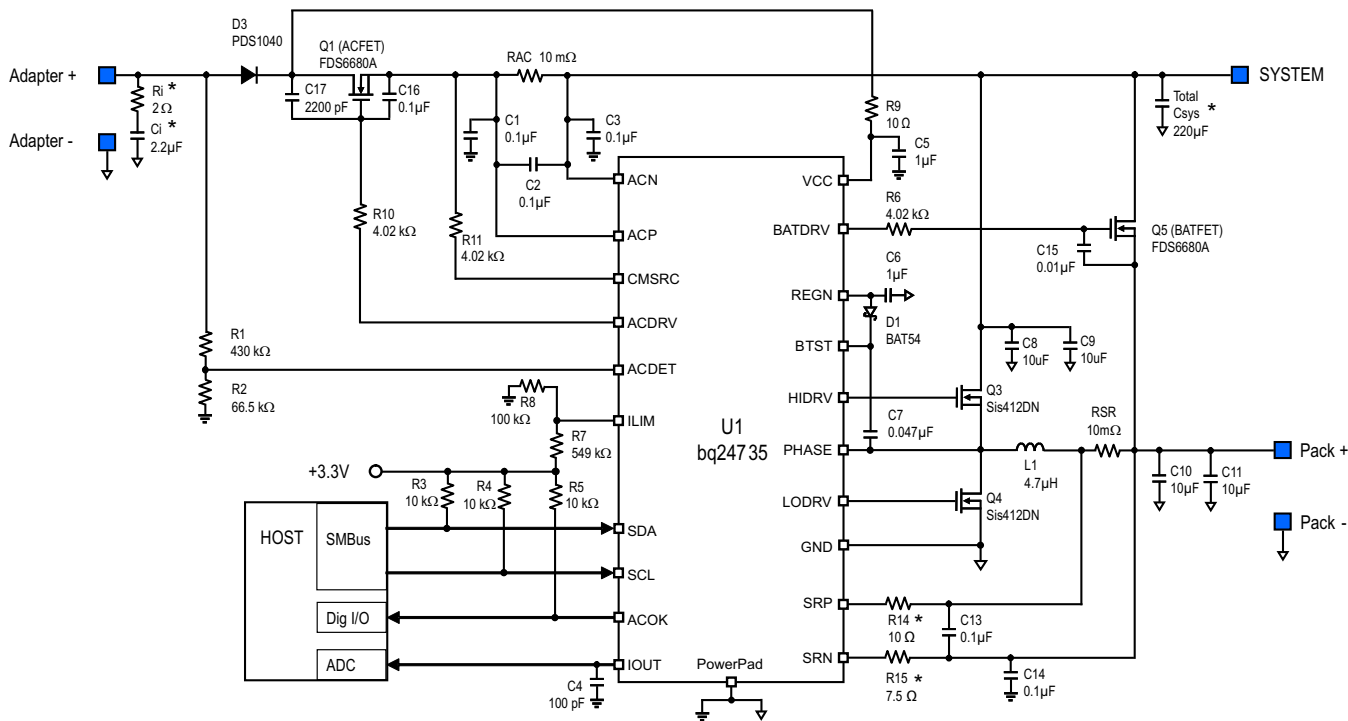 D3
PDS1040
Q1 (ACFET)
FDS6680A
RAC 10 mΩ
Adapter +
SYSTEM
Ri *
2 Ω
Ci *
2.2µF
Adapter -
C17
2200 pF
C16
0.1µF
C1
0.1µF
C3
0.1µF
C2
0.1µF
R9
10 Ω
C5
1µF
Total
Csys *
220µF
R10
4.02 kΩ
R11
4.02 kΩ
R1
430 kΩ
R2
66.5 kΩ
R8
100 kΩ
R7
549 kΩ
+3.3V
R3
10 kΩ
R4
10 kΩ
R5
10 kΩ
HOST
SMBus
Dig I/O
ADC
C4
100 pF
ACN
ACP
CMSRC
ACDRV
ACDET
ILIM
SDA
SCL
ACOK
IOUT
U1
bq24735
PowerPad
VCC
BATDRV
REGN
BTST
HIDRV
PHASE
LODRV
GND
SRP
SRN
R6
4.02 kΩ
C15
0.01µF
Q5 (BATFET)
FDS6680A
C6
1µF
D1
BAT54
C8
10uF
C9
10uF
Q3
Sis412DN
C7
0.047µF
L1
4.7µH
RSR
10mΩ
Pack +
C10
10µF
C11
10µF
Q4
Sis412DN
Pack -
R14 *
10 Ω
C13
0.1µF
R15 *
7.5 Ω
C14
0.1µF